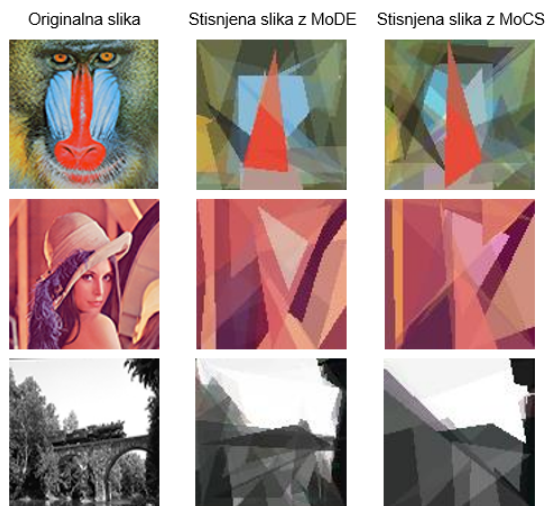 Originalna slika
Stisnjena slika z MoDE
Stisnjena slika z MoCS